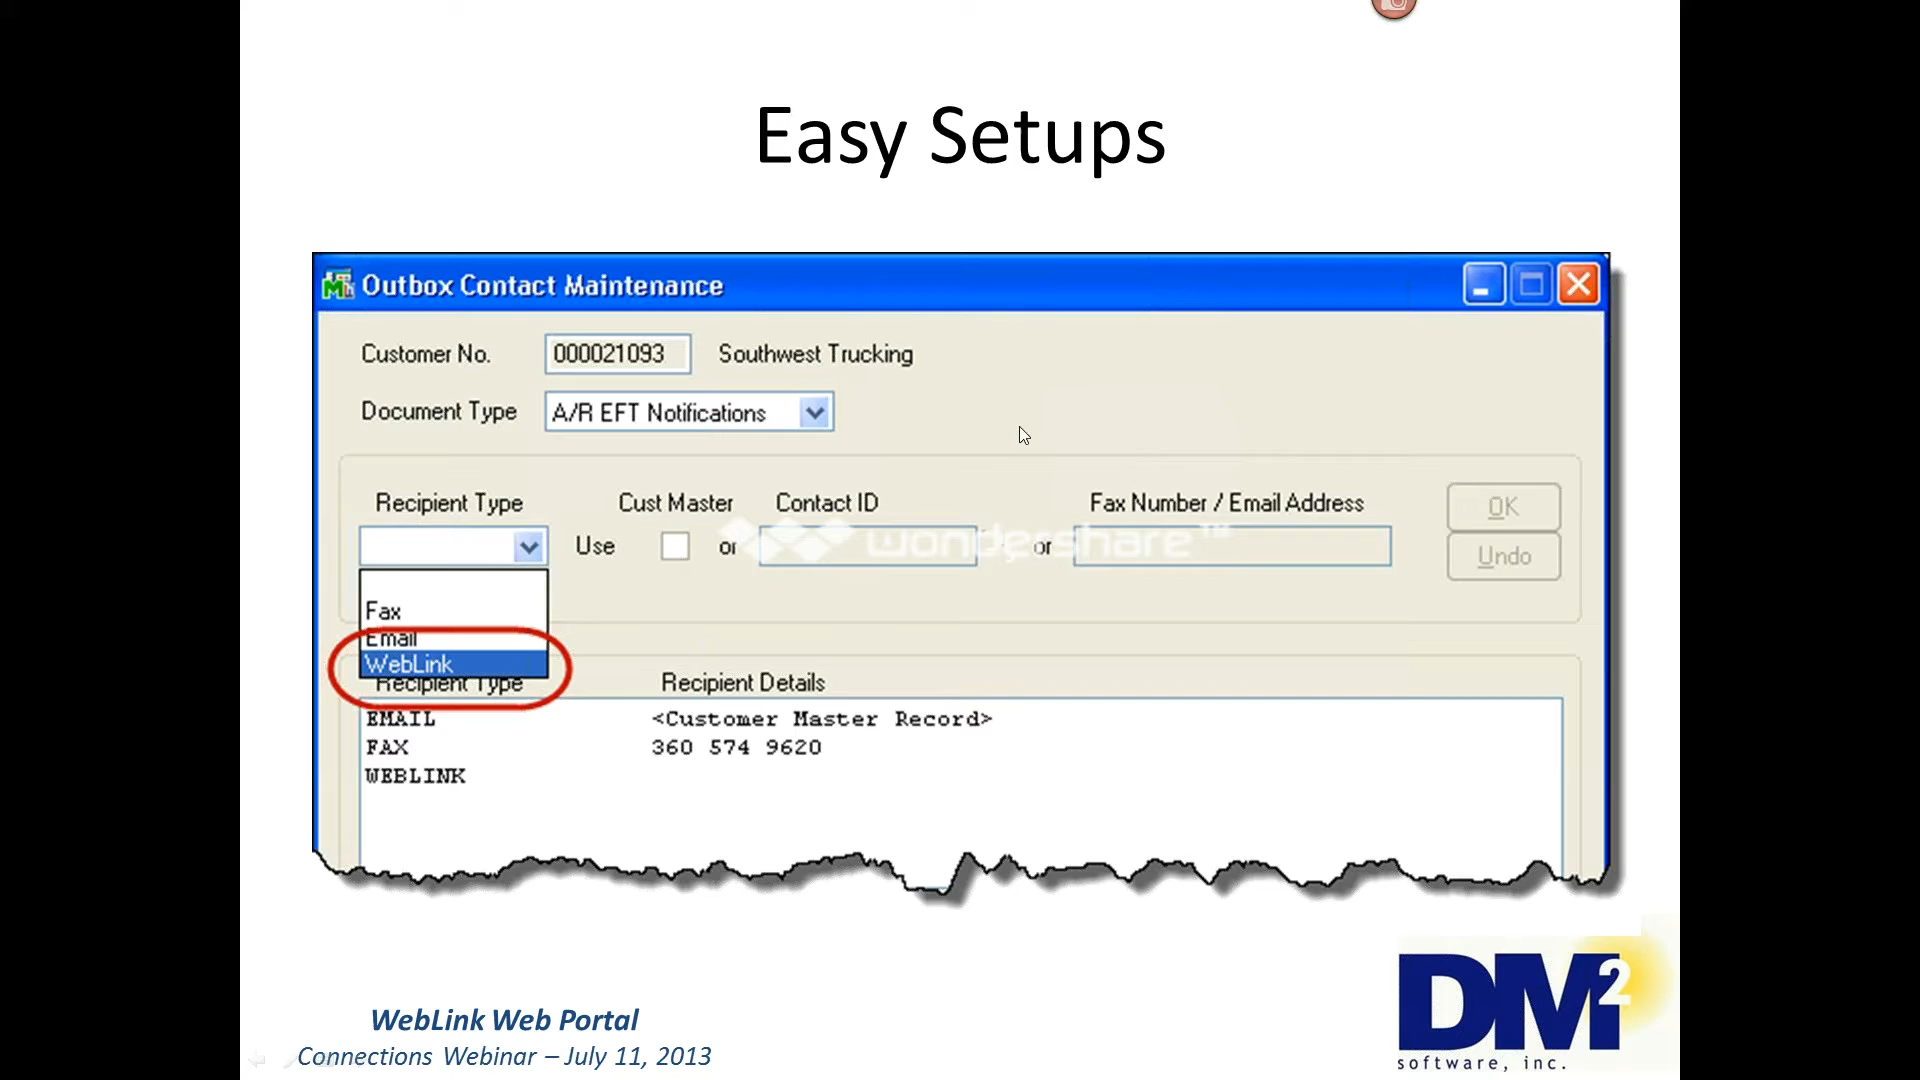 Easy Setups
Outbox Contact Maintenance
Customer No. 000021093 Southwest Trucking
Document Type A/R EFT Notifications
Recipient Type Cust Master Contact ID Fax Number / Email Address OK
Use or or
wondershare™
Undo
Fax
Email
WebLink
Recipient Type Recipient Details
EMAIL <Customer Master Record>
FAX 360 574 9620
WEBLINK
DM2
software, inc.
WebLink Web Portal
Connections Webinar – July 11, 2013